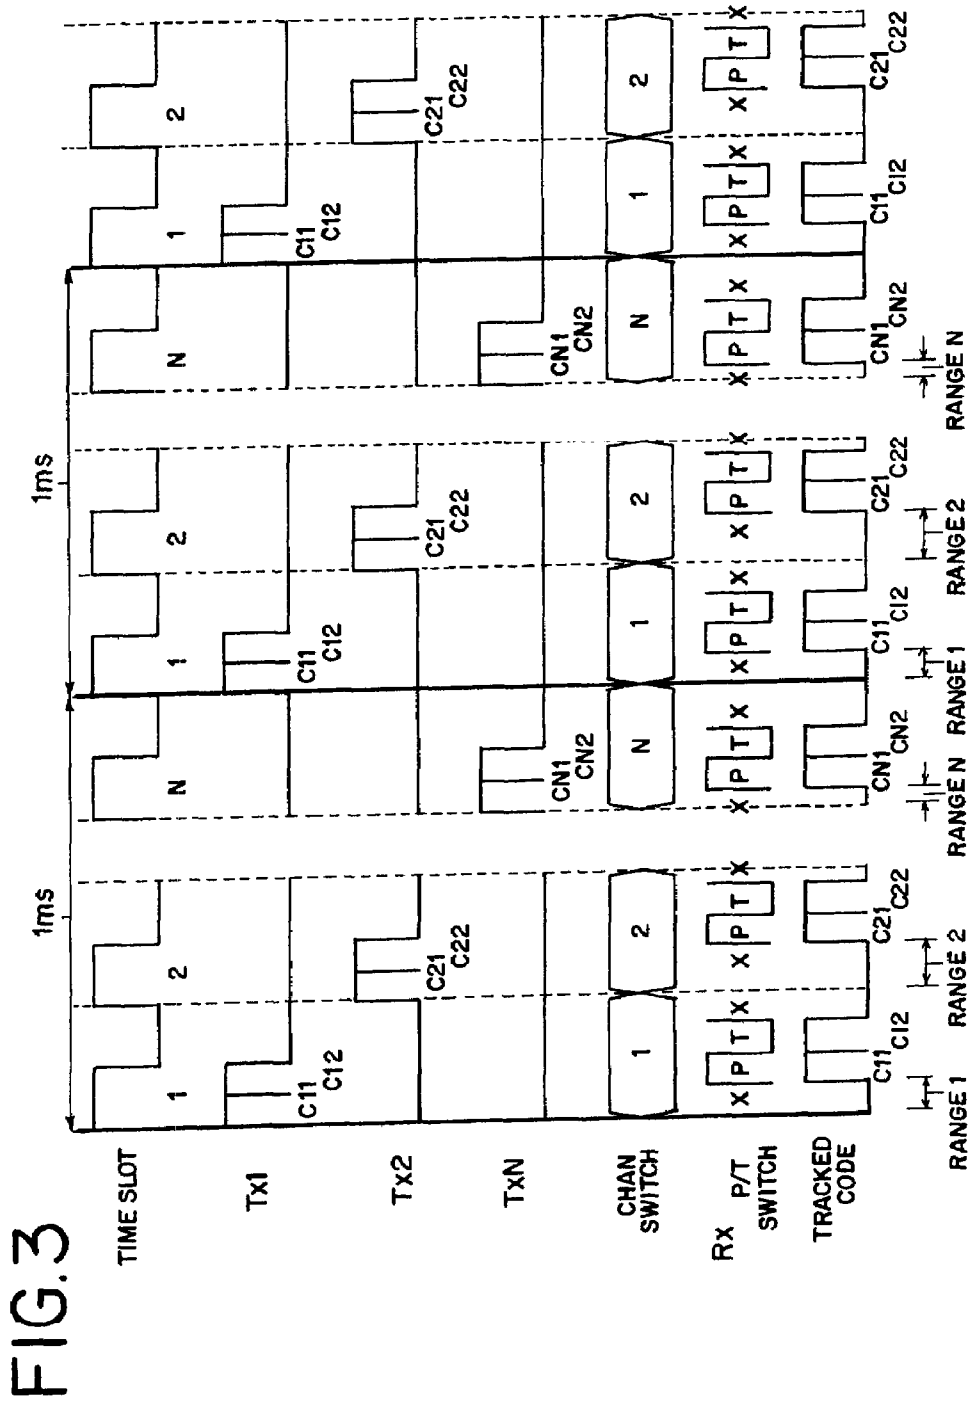 FIG.3
1ms 1ms
TIME SLOT 1 2 N 1 2 N 1 2
Tx1 C11 C11 C11
C12 C12 C12
Tx2 C21 C21 C21
C22 C22 C22
TxN CN1 CN1
CN2 CN2
CHAN
SWITCH 1 2 N 1 2 N 1 2
Rx P/T
SWITCH X P T X X P T X X P T X X P T X X P T X X P T X X P T X X P T X
TRACKED
CODE
C11 C12 C21 C22 CN1 CN2 C11 C12 C21 C22 CN1 CN2 C11 C12 C21 C22
RANGE 1 RANGE 2 RANGE N RANGE 1 RANGE 2 RANGE N